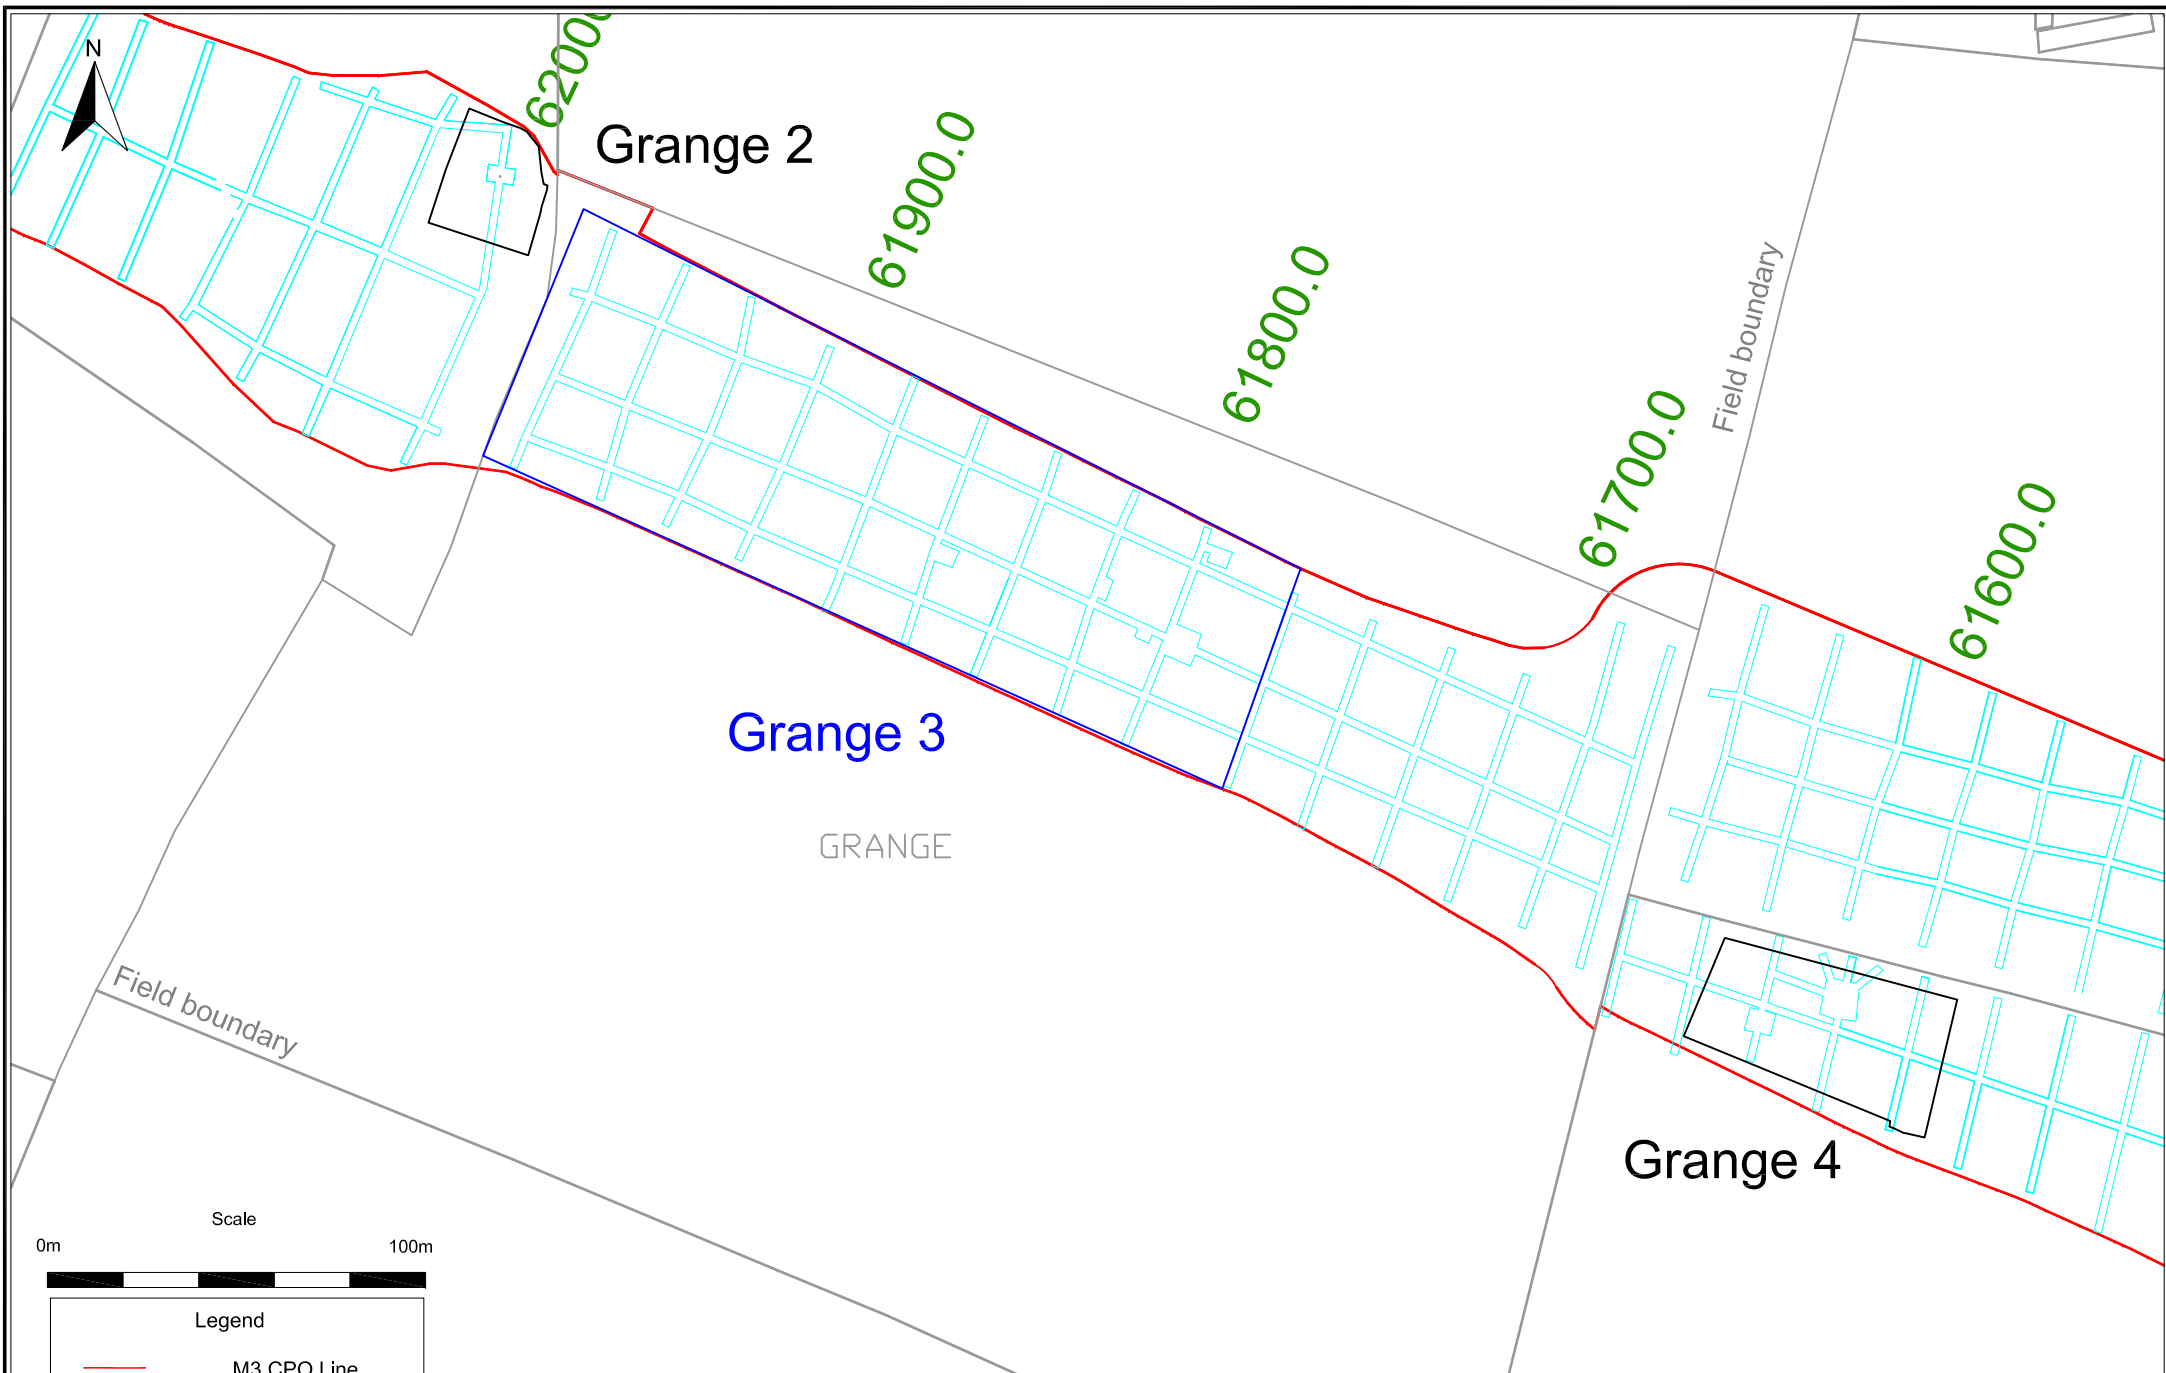 N
6200
Grange 2
61900.0
61800.0
Field boundary
61700.0
61600.0
Grange 3
GRANGE
Field boundary
Grange 4
Scale
0m 100m
Legend
M3 CPO Line